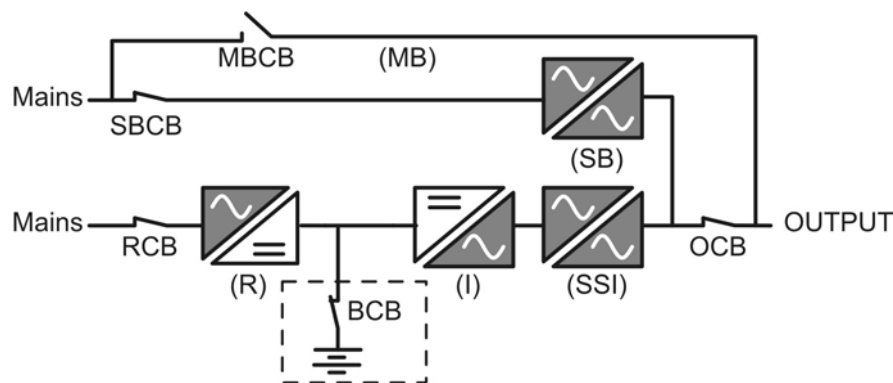 MBCB
(MB)
Mains
SBCB
(SB)
Mains
RCB
(R)
BCB
(I)
(SSI)
OCB
OUTPUT